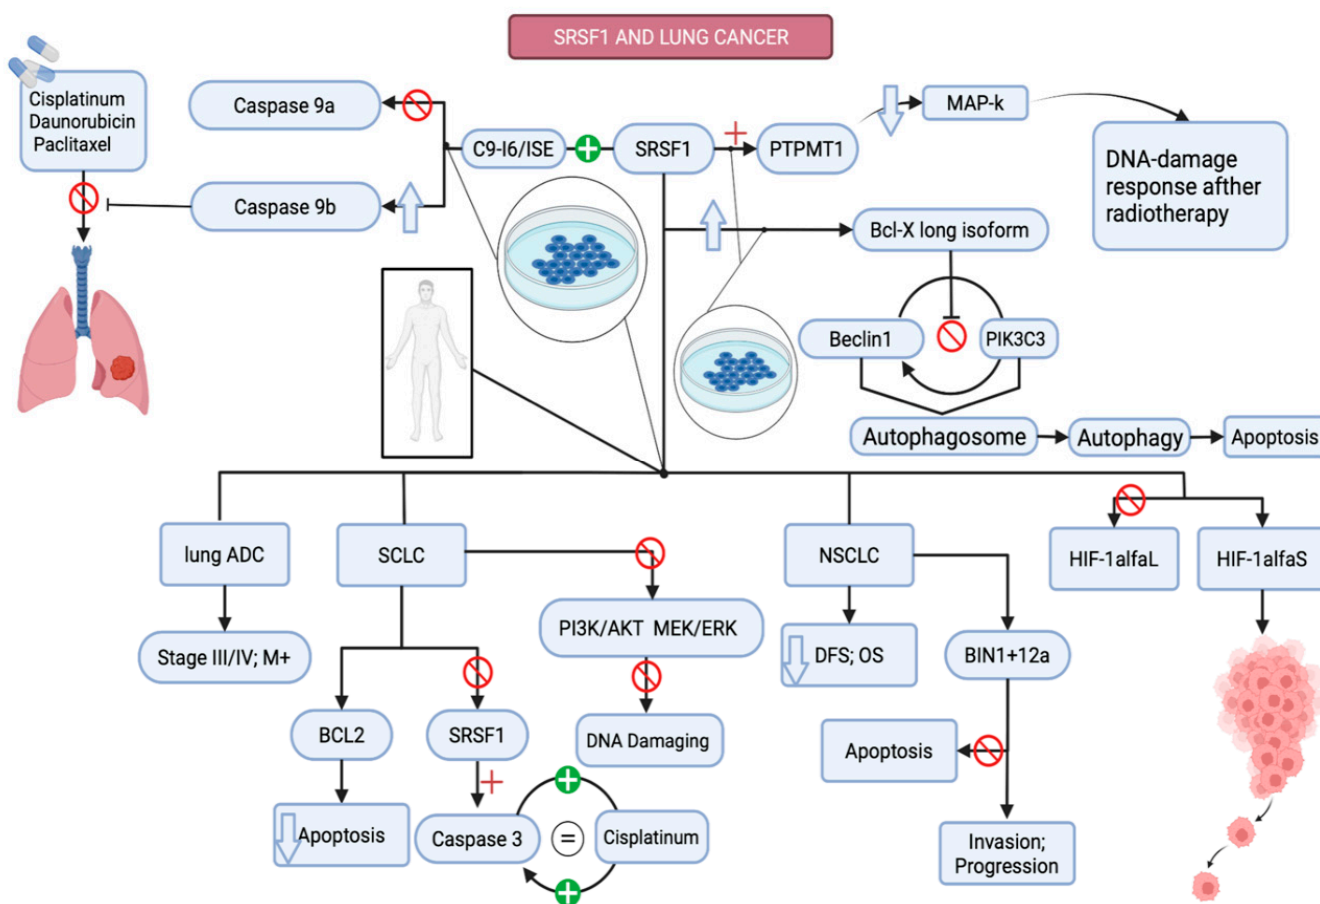 SRSF1 AND LUNG CANCER
Cisplatinum
Daunorubicin
Paclitaxel
Caspase 9a
C9-I6/ISE
SRSF1
PTPMT1
MAP-k
DNA-damage
response afther
radiotherapy
Caspase 9b
Bcl-X long isoform
Beclin1
PIK3C3
Autophagosome
Autophagy
Apoptosis
lung ADC
SCLC
NSCLC
HIF-1alfaL
HIF-1alfaS
Stage III/IV; M+
PI3K/AKT MEK/ERK
DFS; OS
BIN1+12a
BCL2
SRSF1
DNA Damaging
Apoptosis
Apoptosis
Caspase 3
=
Cisplatinum
Invasion;
Progression